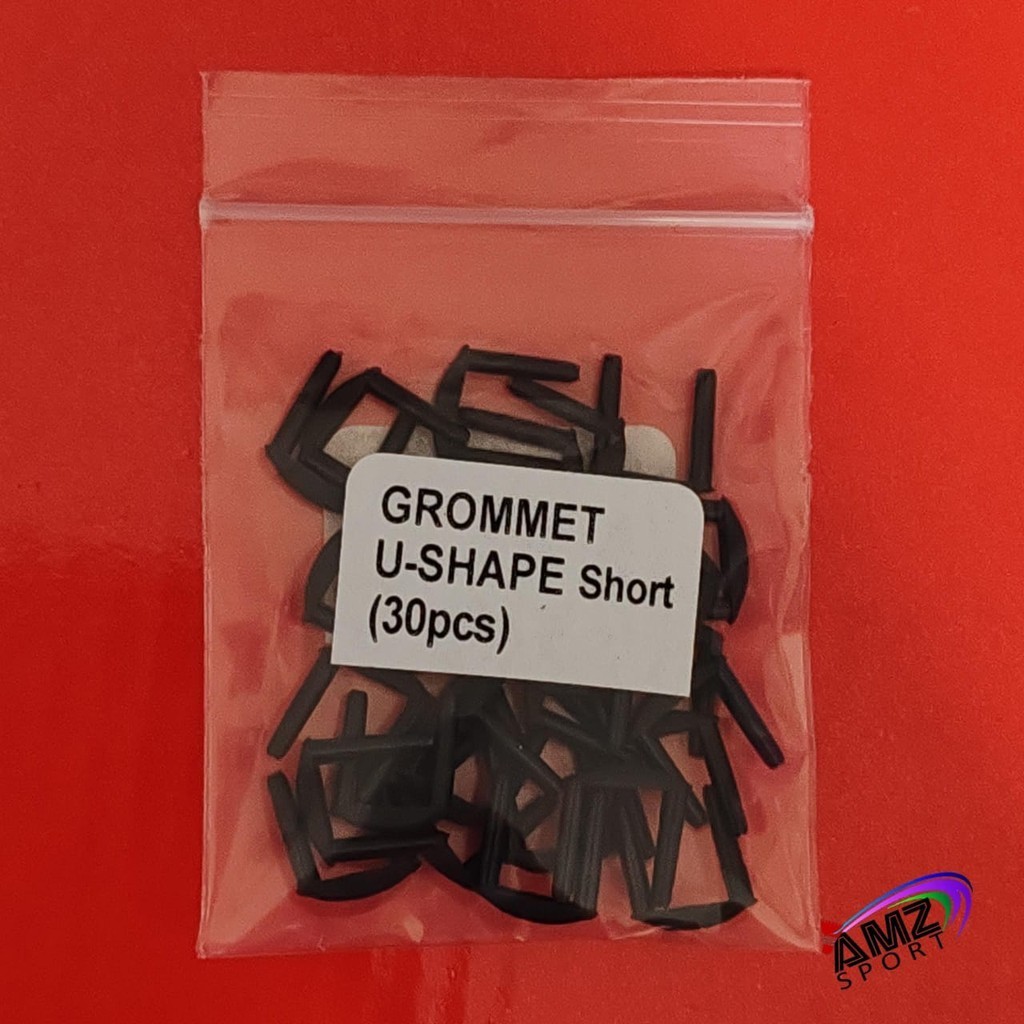 GROMMET
U-SHAPE Short
(30pcs)
AMZ
SPORT